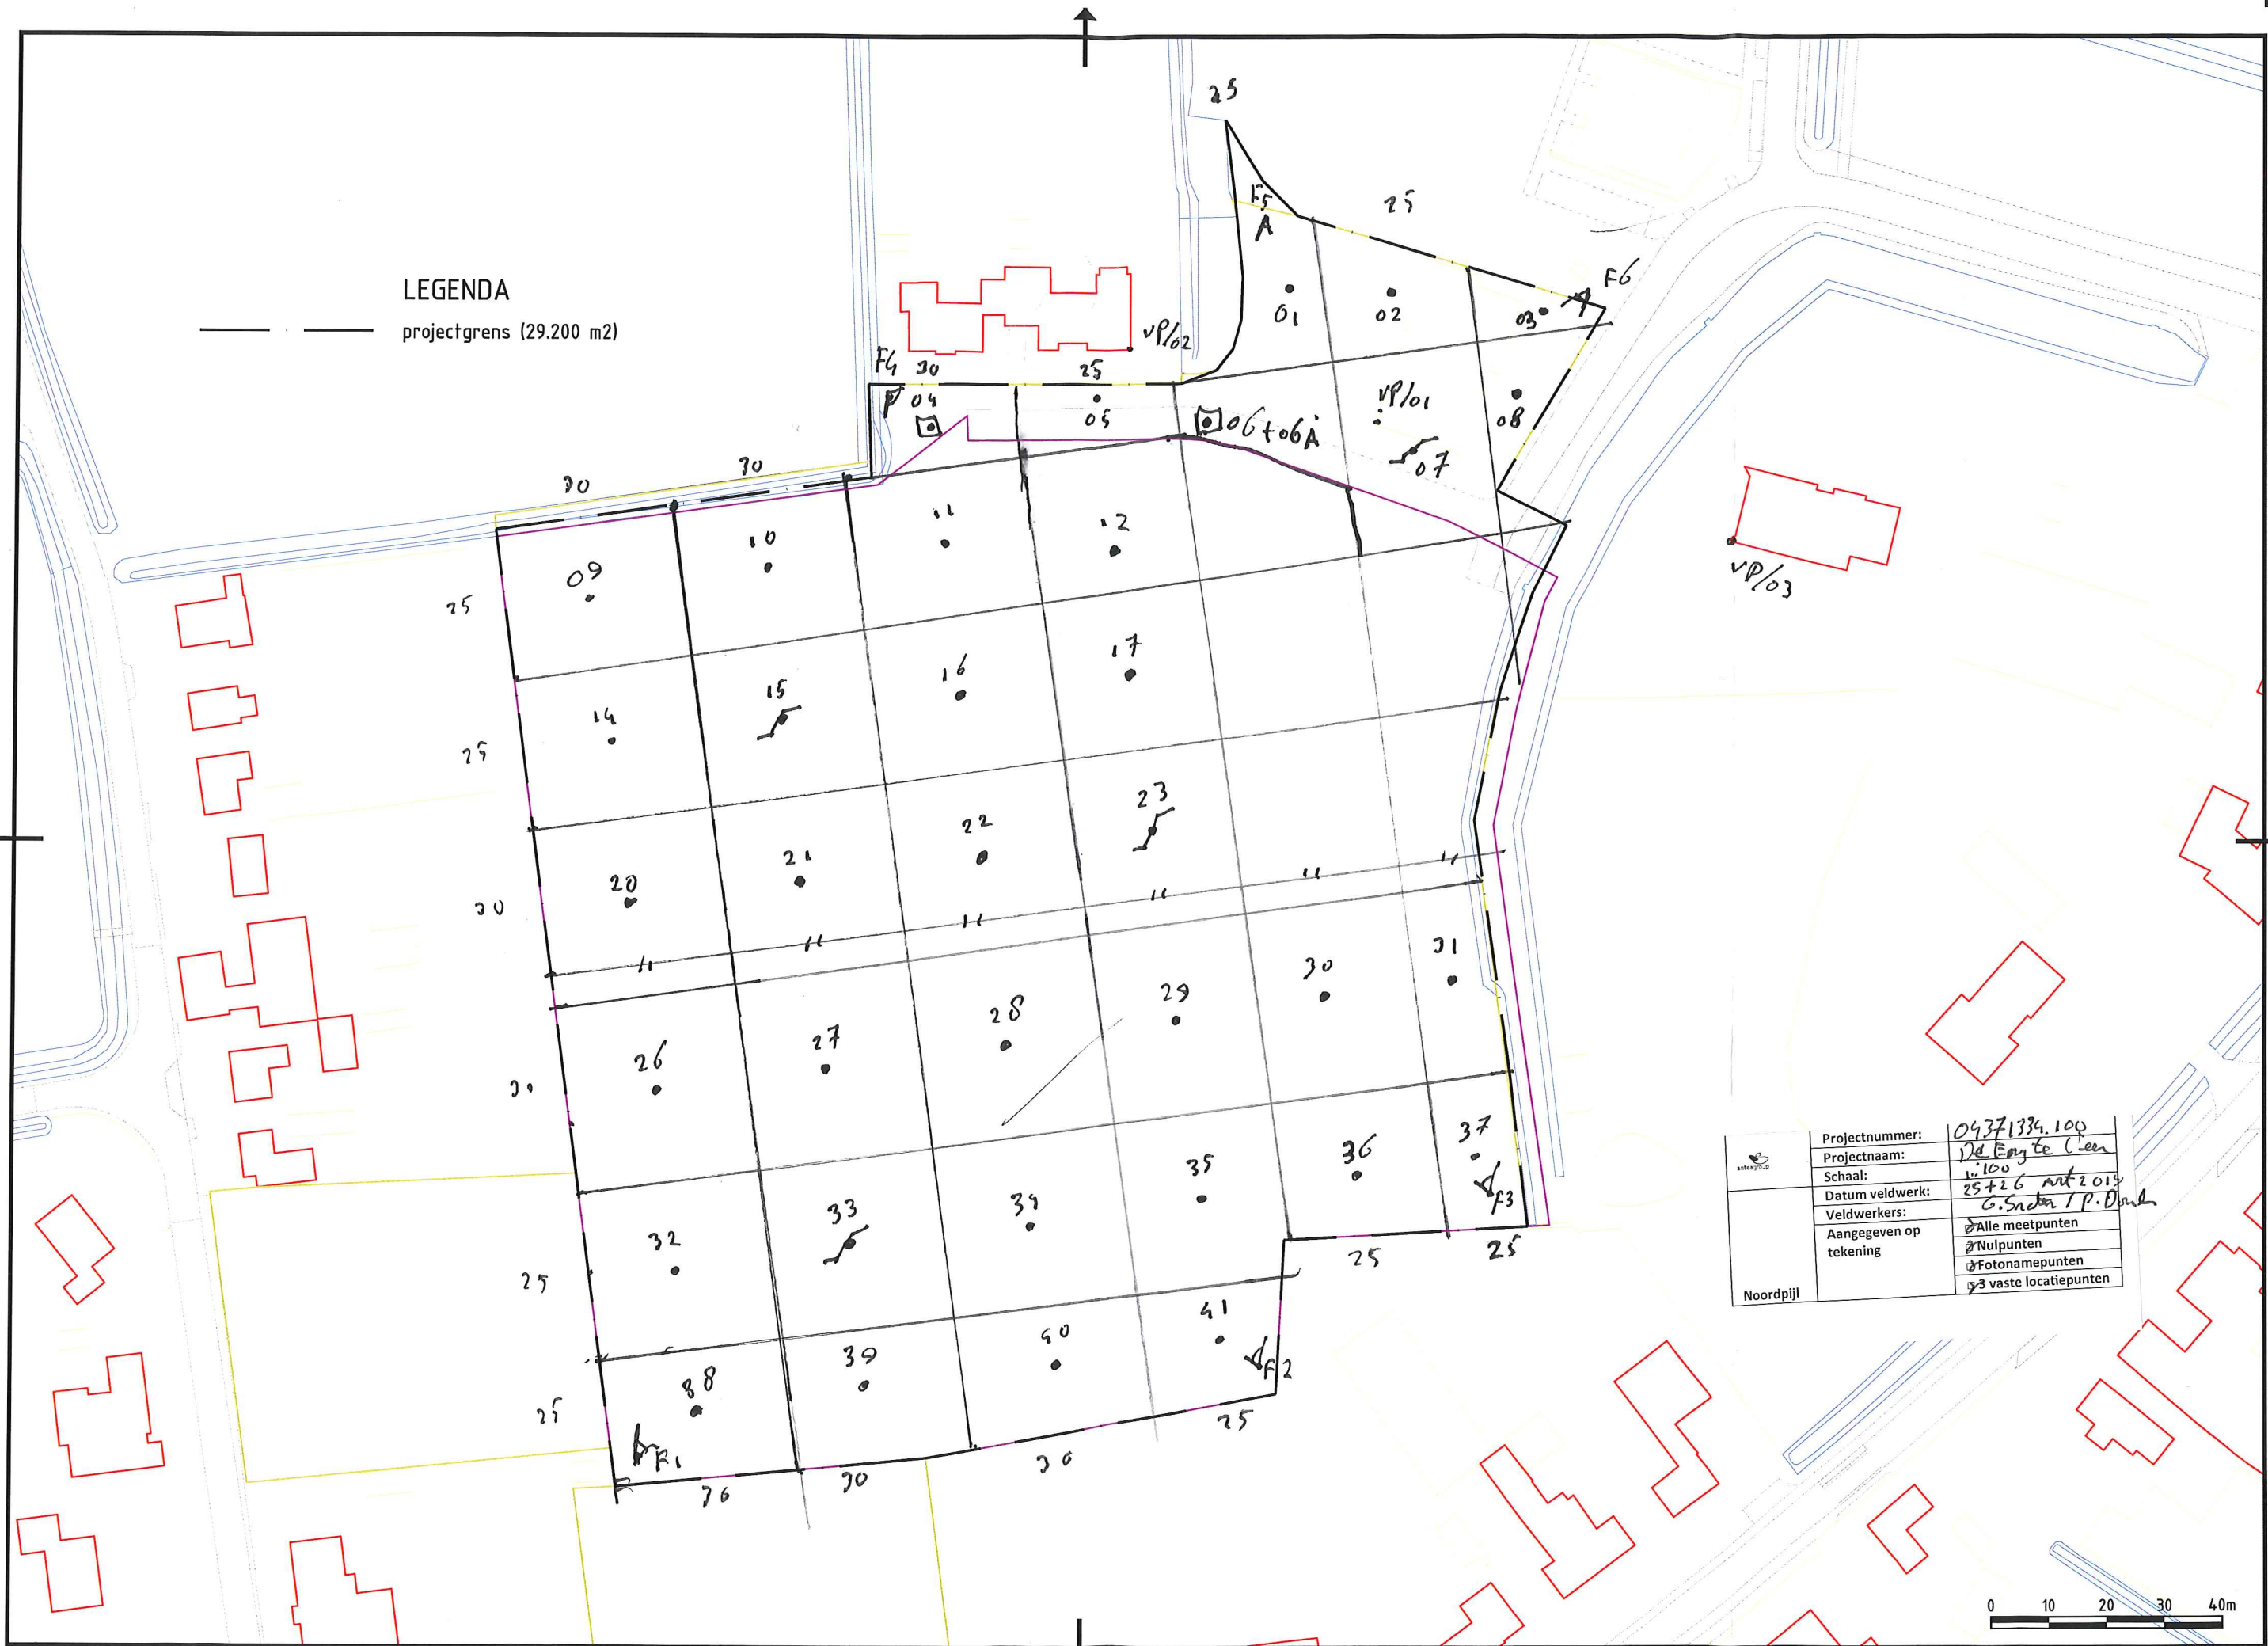 25
F5
A
25
F6
LEGENDA
projectgrens (29.200 m2)
01
02
03
VP/02
F4
30
25
04
05
06+06A
VP/01
07
08
30
30
VP/03
09
10
11
12
25
14
15
16
17
25
20
21
22
23
30
26
27
28
29
30
31
30
32
33
34
35
36
37
F3
25
25
25
38
39
40
41
F2
25
F1
36
30
30
25
Projectnummer: 04371334.100
Projectnaam:
Schaal: 1:100
Datum veldwerk: 25+26
Veldwerkers:
Aangegeven op
tekening
Alle meetpunten
Nulpunten
Fotonamepunten
3 vaste locatiepunten
Noordpijl
anteagroup
0 10 20 30 40m